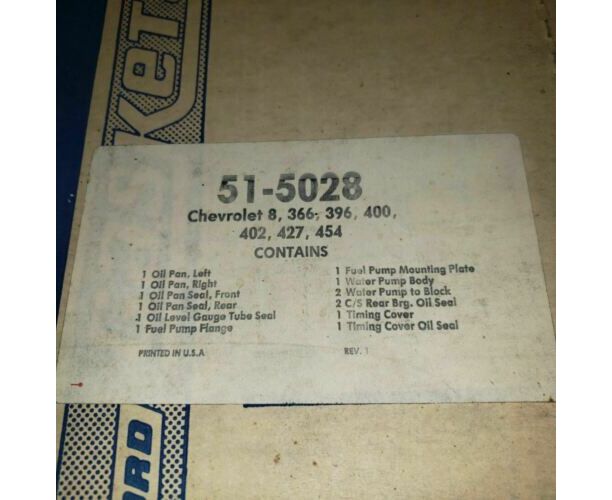 ket
51-5028
Chevrolet 8, 366, 396, 400,
402, 427, 454
CONTAINS
1 Oil Pan, Left
1 Oil Pan, Right
1 Oil Pan Seal, Front
1 Oil Pan Seal, Rear
1 Oil Level Gauge Tube Seal
1 Fuel Pump Flange
1 Fuel Pump Mounting Plate
1 Water Pump Body
2 Water Pump to Block
2 C/S Rear Brg. Oil Seal
1 Timing Cover
1 Timing Cover Oil Seal
PRINTED IN U.S.A
REV. 1
ORD